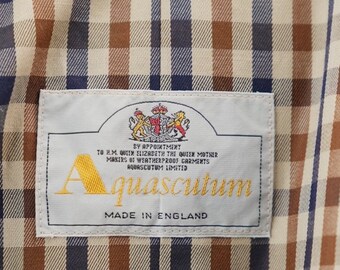 BY APPOINTMENT
TO H.M. QUEEN ELIZABETH THE QUEEN MOTHER
MAKERS OF WEATHERPROOF GARMENTS
AQUASCUTUM LIMITED
Aquascutum
MADE IN ENGLAND